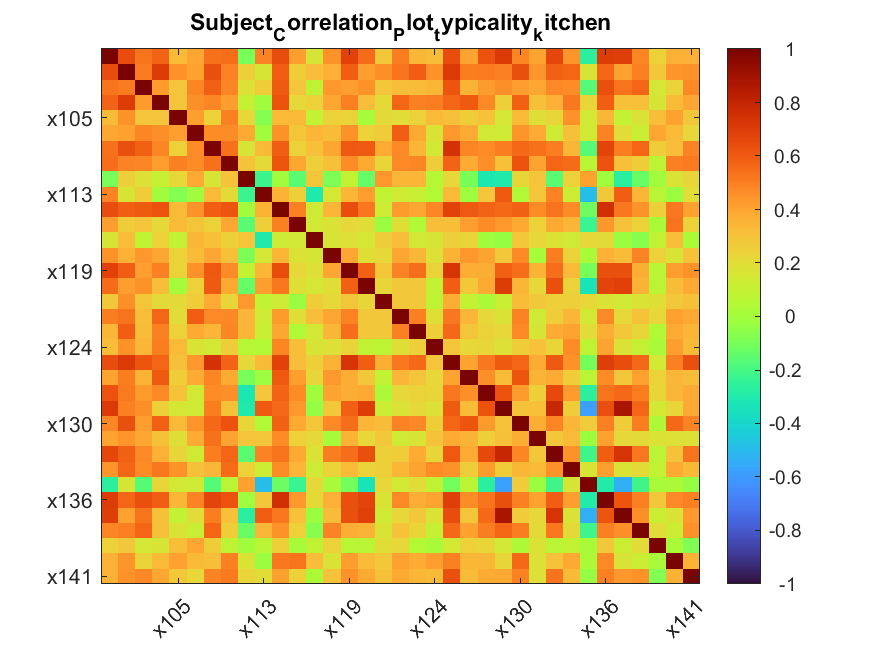 Subject_Correlation_Plot_typicality_kitchen
x105
x113
x119
x124
x130
x136
x141
1
0.8
0.6
0.4
0.2
0
-0.2
-0.4
-0.6
-0.8
-1
x105 x113 x119 x124 x130 x136 x141